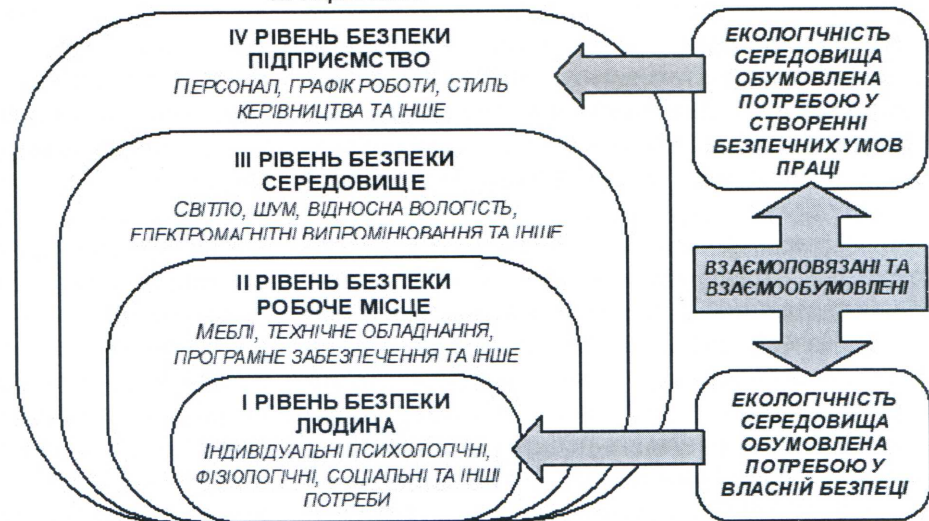 IV РІВЕНЬ БЕЗПЕКИ
ПІДПРИЄМСТВО
ПЕРСОНАЛ, ГРАФІК РОБОТИ, СТИЛЬ
КЕРІВНИЦТВА ТА ІНШЕ
III РІВЕНЬ БЕЗПЕКИ
СЕРЕДОВИЩЕ
СВІТЛО, ШУМ, ВІДНОСНА ВОЛОГІСТЬ,
ЕЛЕКТРОМАГНІТНІ ВИПРОМІНЮВАННЯ ТА ІНШЕ
II РІВЕНЬ БЕЗПЕКИ
РОБОЧЕ МІСЦЕ
МЕБЛІ, ТЕХНІЧНЕ ОБЛАДНАННЯ,
ПРОГРАМНЕ ЗАБЕЗПЕЧЕННЯ ТА ІНШЕ
I РІВЕНЬ БЕЗПЕКИ
ЛЮДИНА
ІНДИВІДУАЛЬНІ ПСИХОЛОГІЧНІ,
ФІЗІОЛОГІЧНІ, СОЦІАЛЬНІ ТА ІНШІ
ПОТРЕБИ
ЕКОЛОГІЧНІСТЬ
СЕРЕДОВИЩА
ОБУМОВЛЕНА
ПОТРЕБОЮ У
СТВОРЕННІ
БЕЗПЕЧНИХ УМОВ
ПРАЦІ
ВЗАЄМОПОВЯЗАНІ ТА
ВЗАЄМООБУМОВЛЕНІ
ЕКОЛОГІЧНІСТЬ
СЕРЕДОВИЩА
ОБУМОВЛЕНА
ПОТРЕБОЮ У
ВЛАСНІЙ БЕЗПЕЦІ